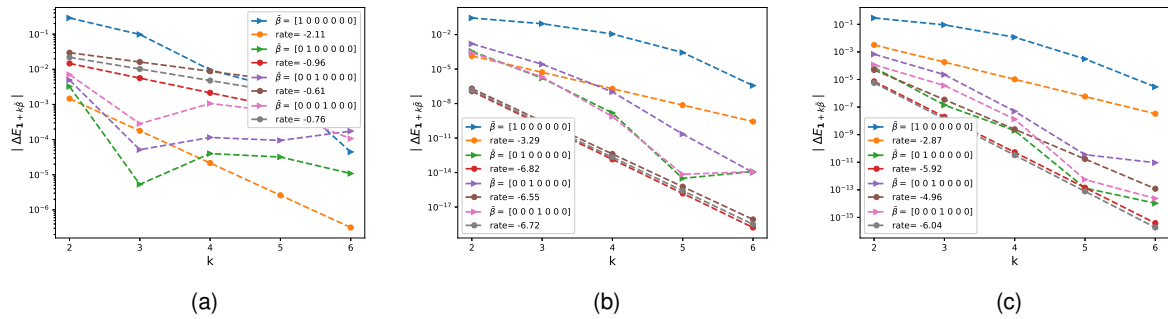 | ΔE₁₊ₖβ̄ |
10⁻¹
10⁻²
10⁻³
10⁻⁴
10⁻⁵
10⁻⁶
β̄ = [1 0 0 0 0 0 0]
rate= -2.11
β̄ = [0 1 0 0 0 0 0]
rate= -0.96
β̄ = [0 0 1 0 0 0 0]
rate= -0.61
β̄ = [0 0 0 1 0 0 0]
rate= -0.76
2 3 4 5 6
k
(a)
| ΔE₁₊ₖβ̄ |
10⁻²
10⁻⁵
10⁻⁸
10⁻¹¹
10⁻¹⁴
10⁻¹⁷
β̄ = [1 0 0 0 0 0 0]
rate= -3.29
β̄ = [0 1 0 0 0 0 0]
rate= -6.82
β̄ = [0 0 1 0 0 0 0]
rate= -6.55
β̄ = [0 0 0 1 0 0 0]
rate= -6.72
2 3 4 5 6
k
(b)
| ΔE₁₊ₖβ̄ |
10⁻¹
10⁻³
10⁻⁵
10⁻⁷
10⁻⁹
10⁻¹¹
10⁻¹³
10⁻¹⁵
β̄ = [1 0 0 0 0 0 0]
rate= -2.87
β̄ = [0 1 0 0 0 0 0]
rate= -5.92
β̄ = [0 0 1 0 0 0 0]
rate= -4.96
β̄ = [0 0 0 1 0 0 0]
rate= -6.04
2 3 4 5 6
k
(c)